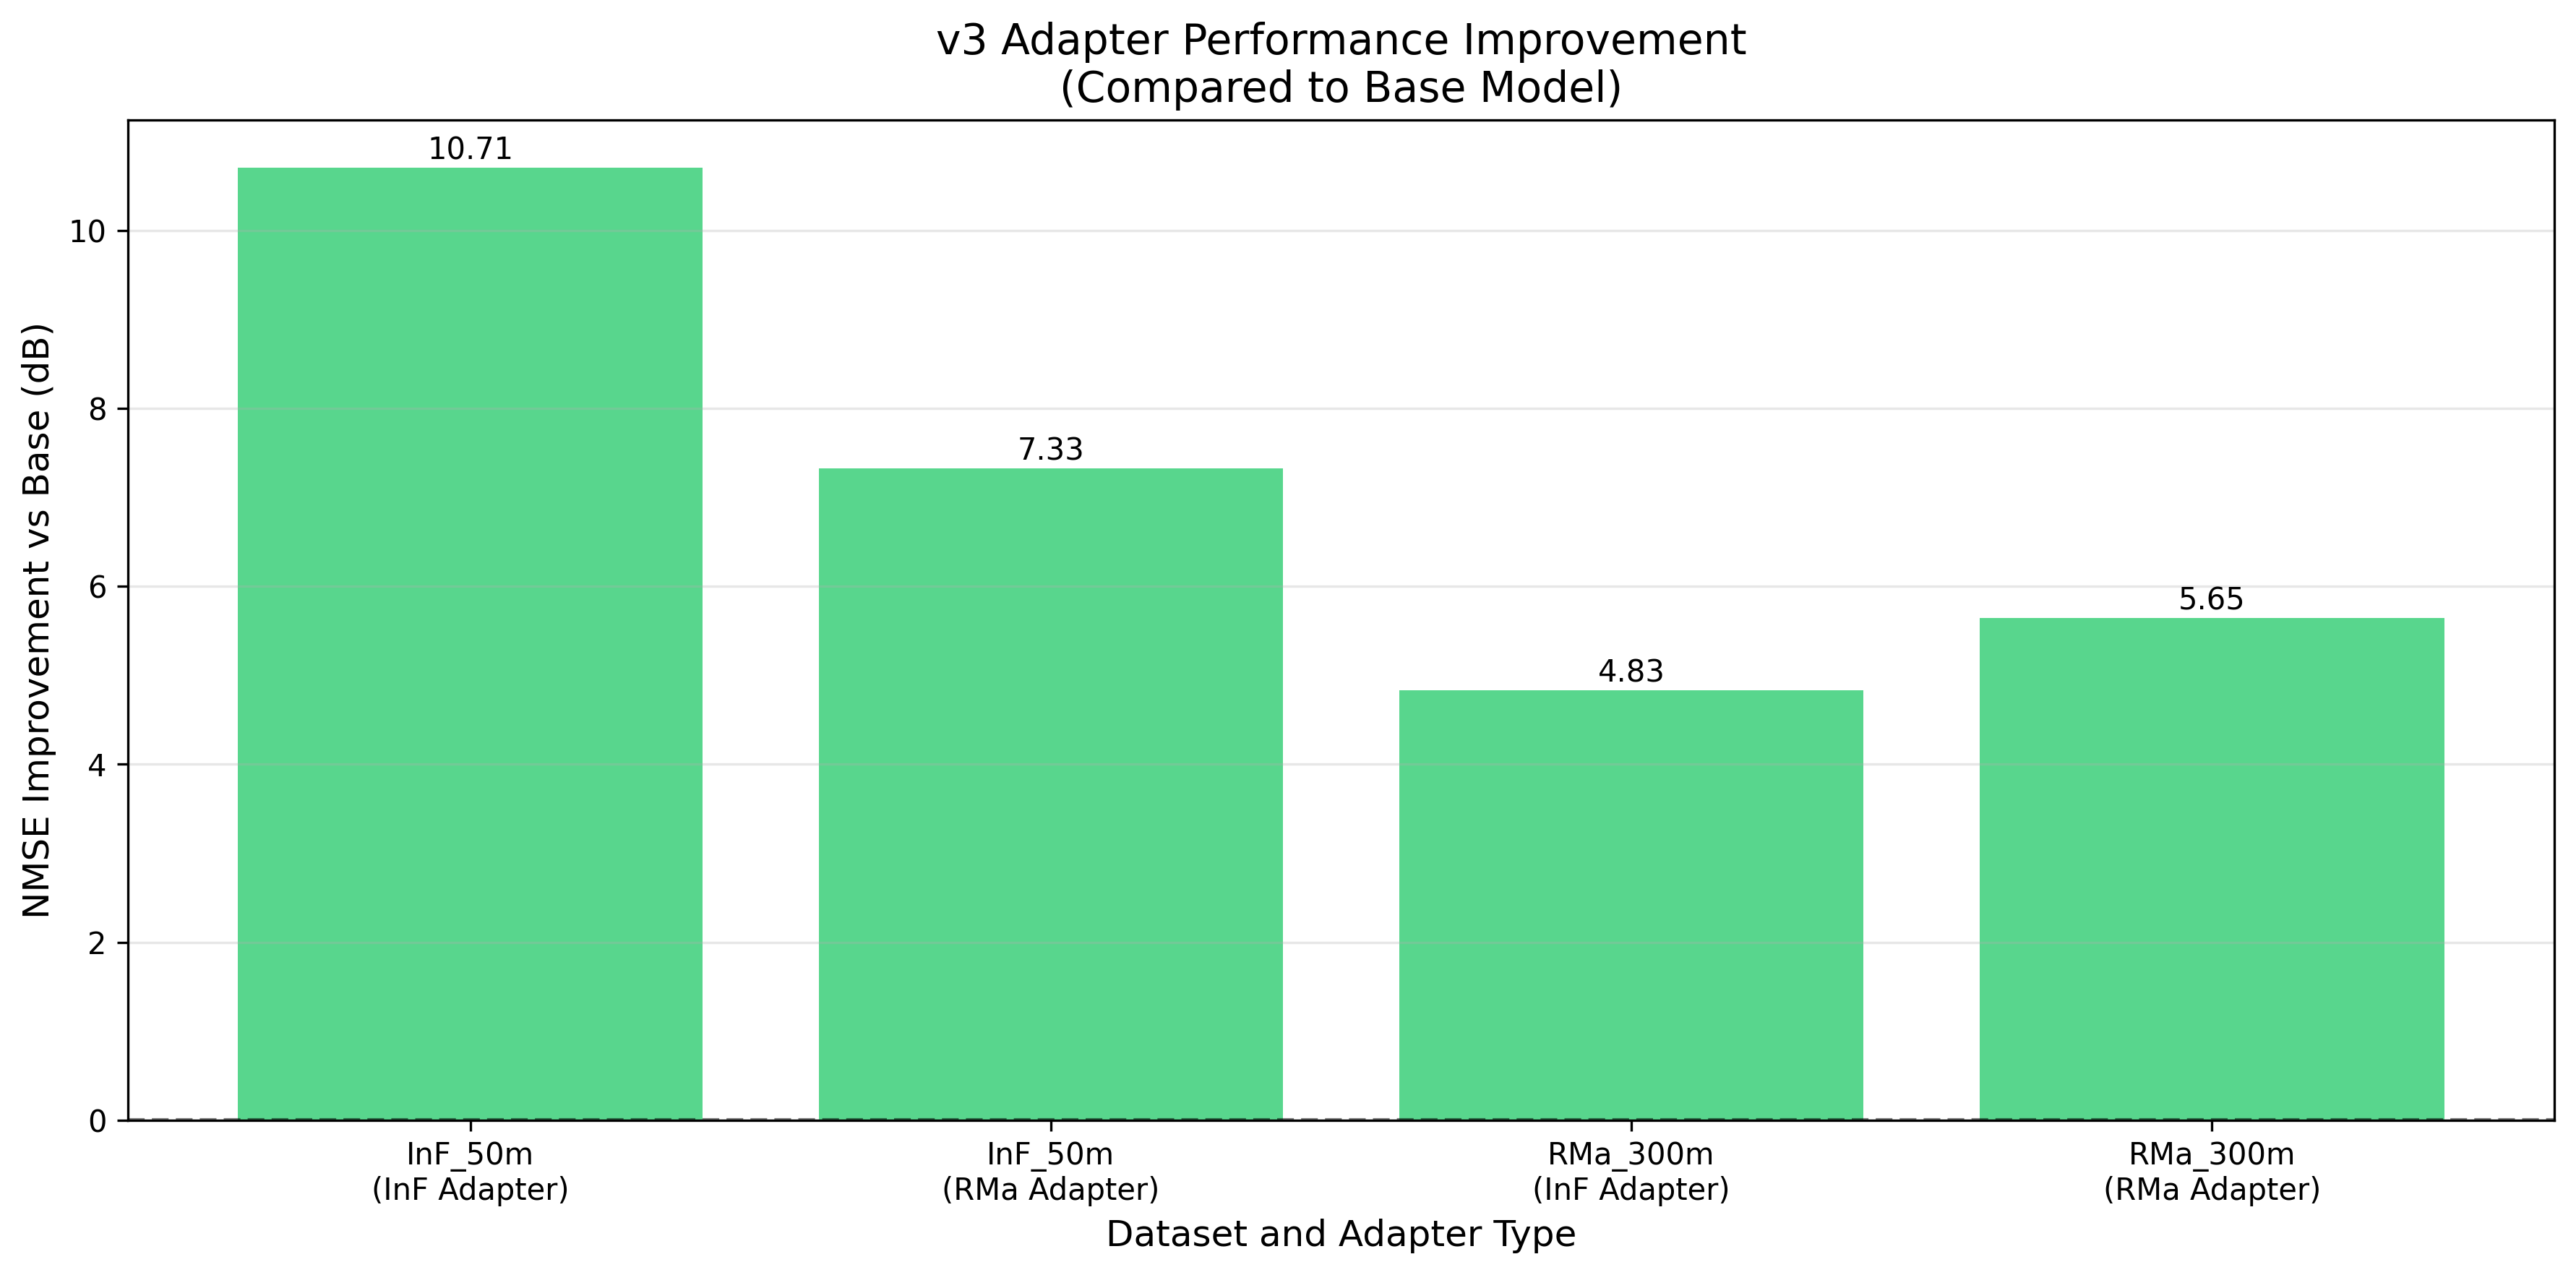 v3 Adapter Performance Improvement
(Compared to Base Model)
NMSE Improvement vs Base (dB)
10
8
6
4
2
0
10.71
7.33
4.83
5.65
InF_50m
(InF Adapter)
InF_50m
(RMa Adapter)
RMa_300m
(InF Adapter)
RMa_300m
(RMa Adapter)
Dataset and Adapter Type